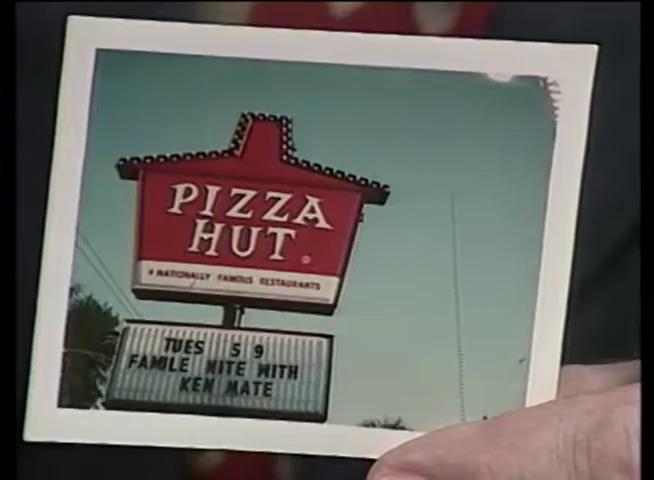 PIZZA
HUT
NATIONALLY FAMOUS RESTAURANTS
TUES 5 9
FAMILE NITE WITH
KEN MATE